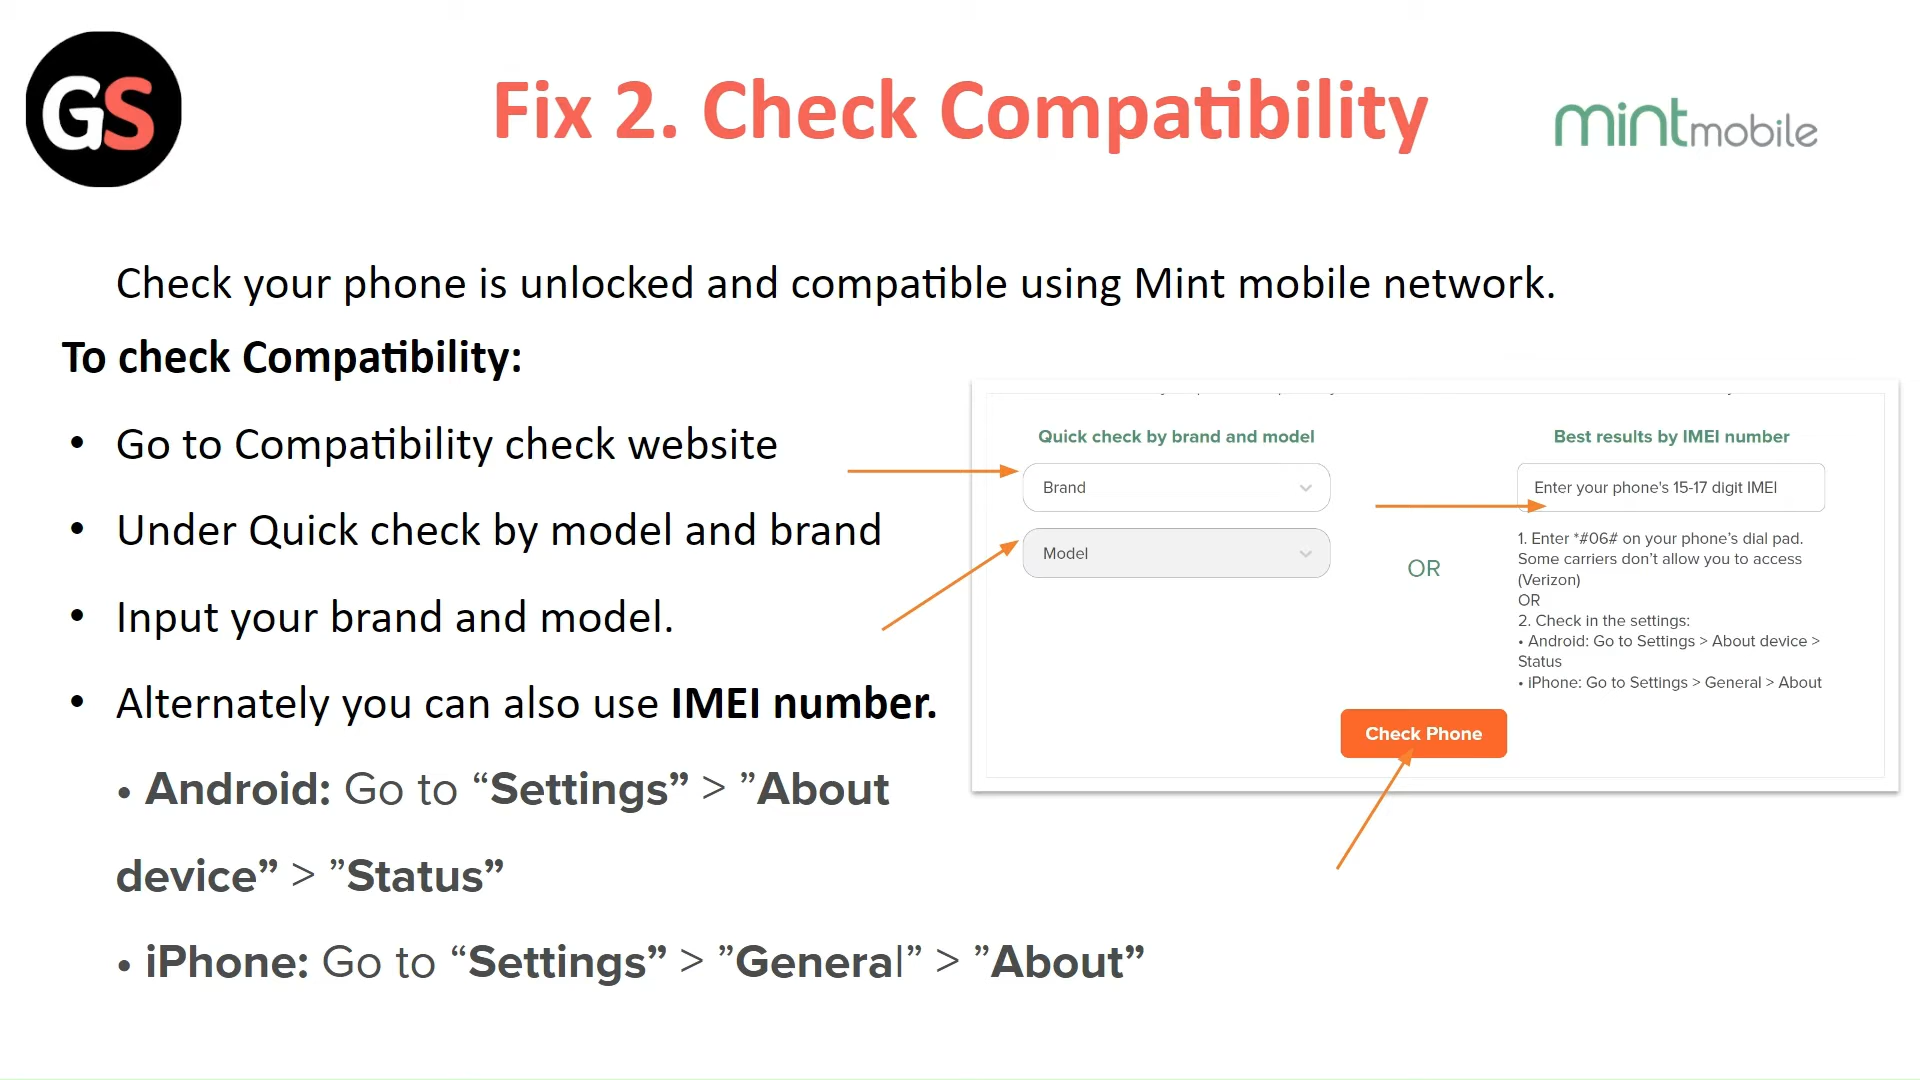 GS
Fix 2. Check Compatibility
mintmobile
Check your phone is unlocked and compatible using Mint mobile network.
To check Compatibility:
• Go to Compatibility check website
• Under Quick check by model and brand
• Input your brand and model.
• Alternately you can also use IMEI number.
• Android: Go to “Settings” > ”About
device” > ”Status”
• iPhone: Go to “Settings” > ”General” > ”About”
Quick check by brand and model
Brand
Model
OR
Best results by IMEI number
Enter your phone's 15-17 digit IMEI
1. Enter *#06# on your phone’s dial pad.
Some carriers don’t allow you to access
(Verizon)
OR
2. Check in the settings:
• Android: Go to Settings > About device >
Status
• iPhone: Go to Settings > General > About
Check Phone